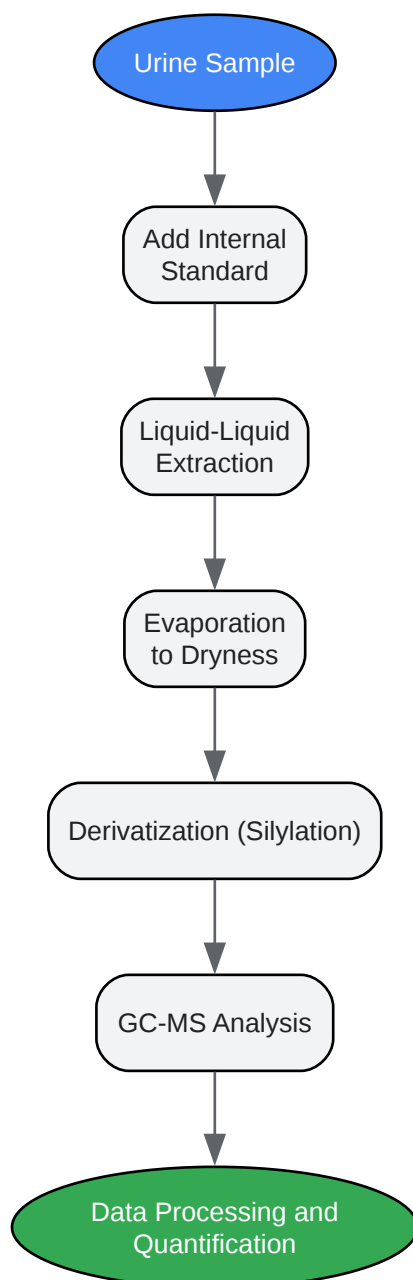 Urine Sample
Add Internal
Standard
Liquid-Liquid
Extraction
Evaporation
to Dryness
Derivatization (Silylation)
GC-MS Analysis
Data Processing and
Quantification